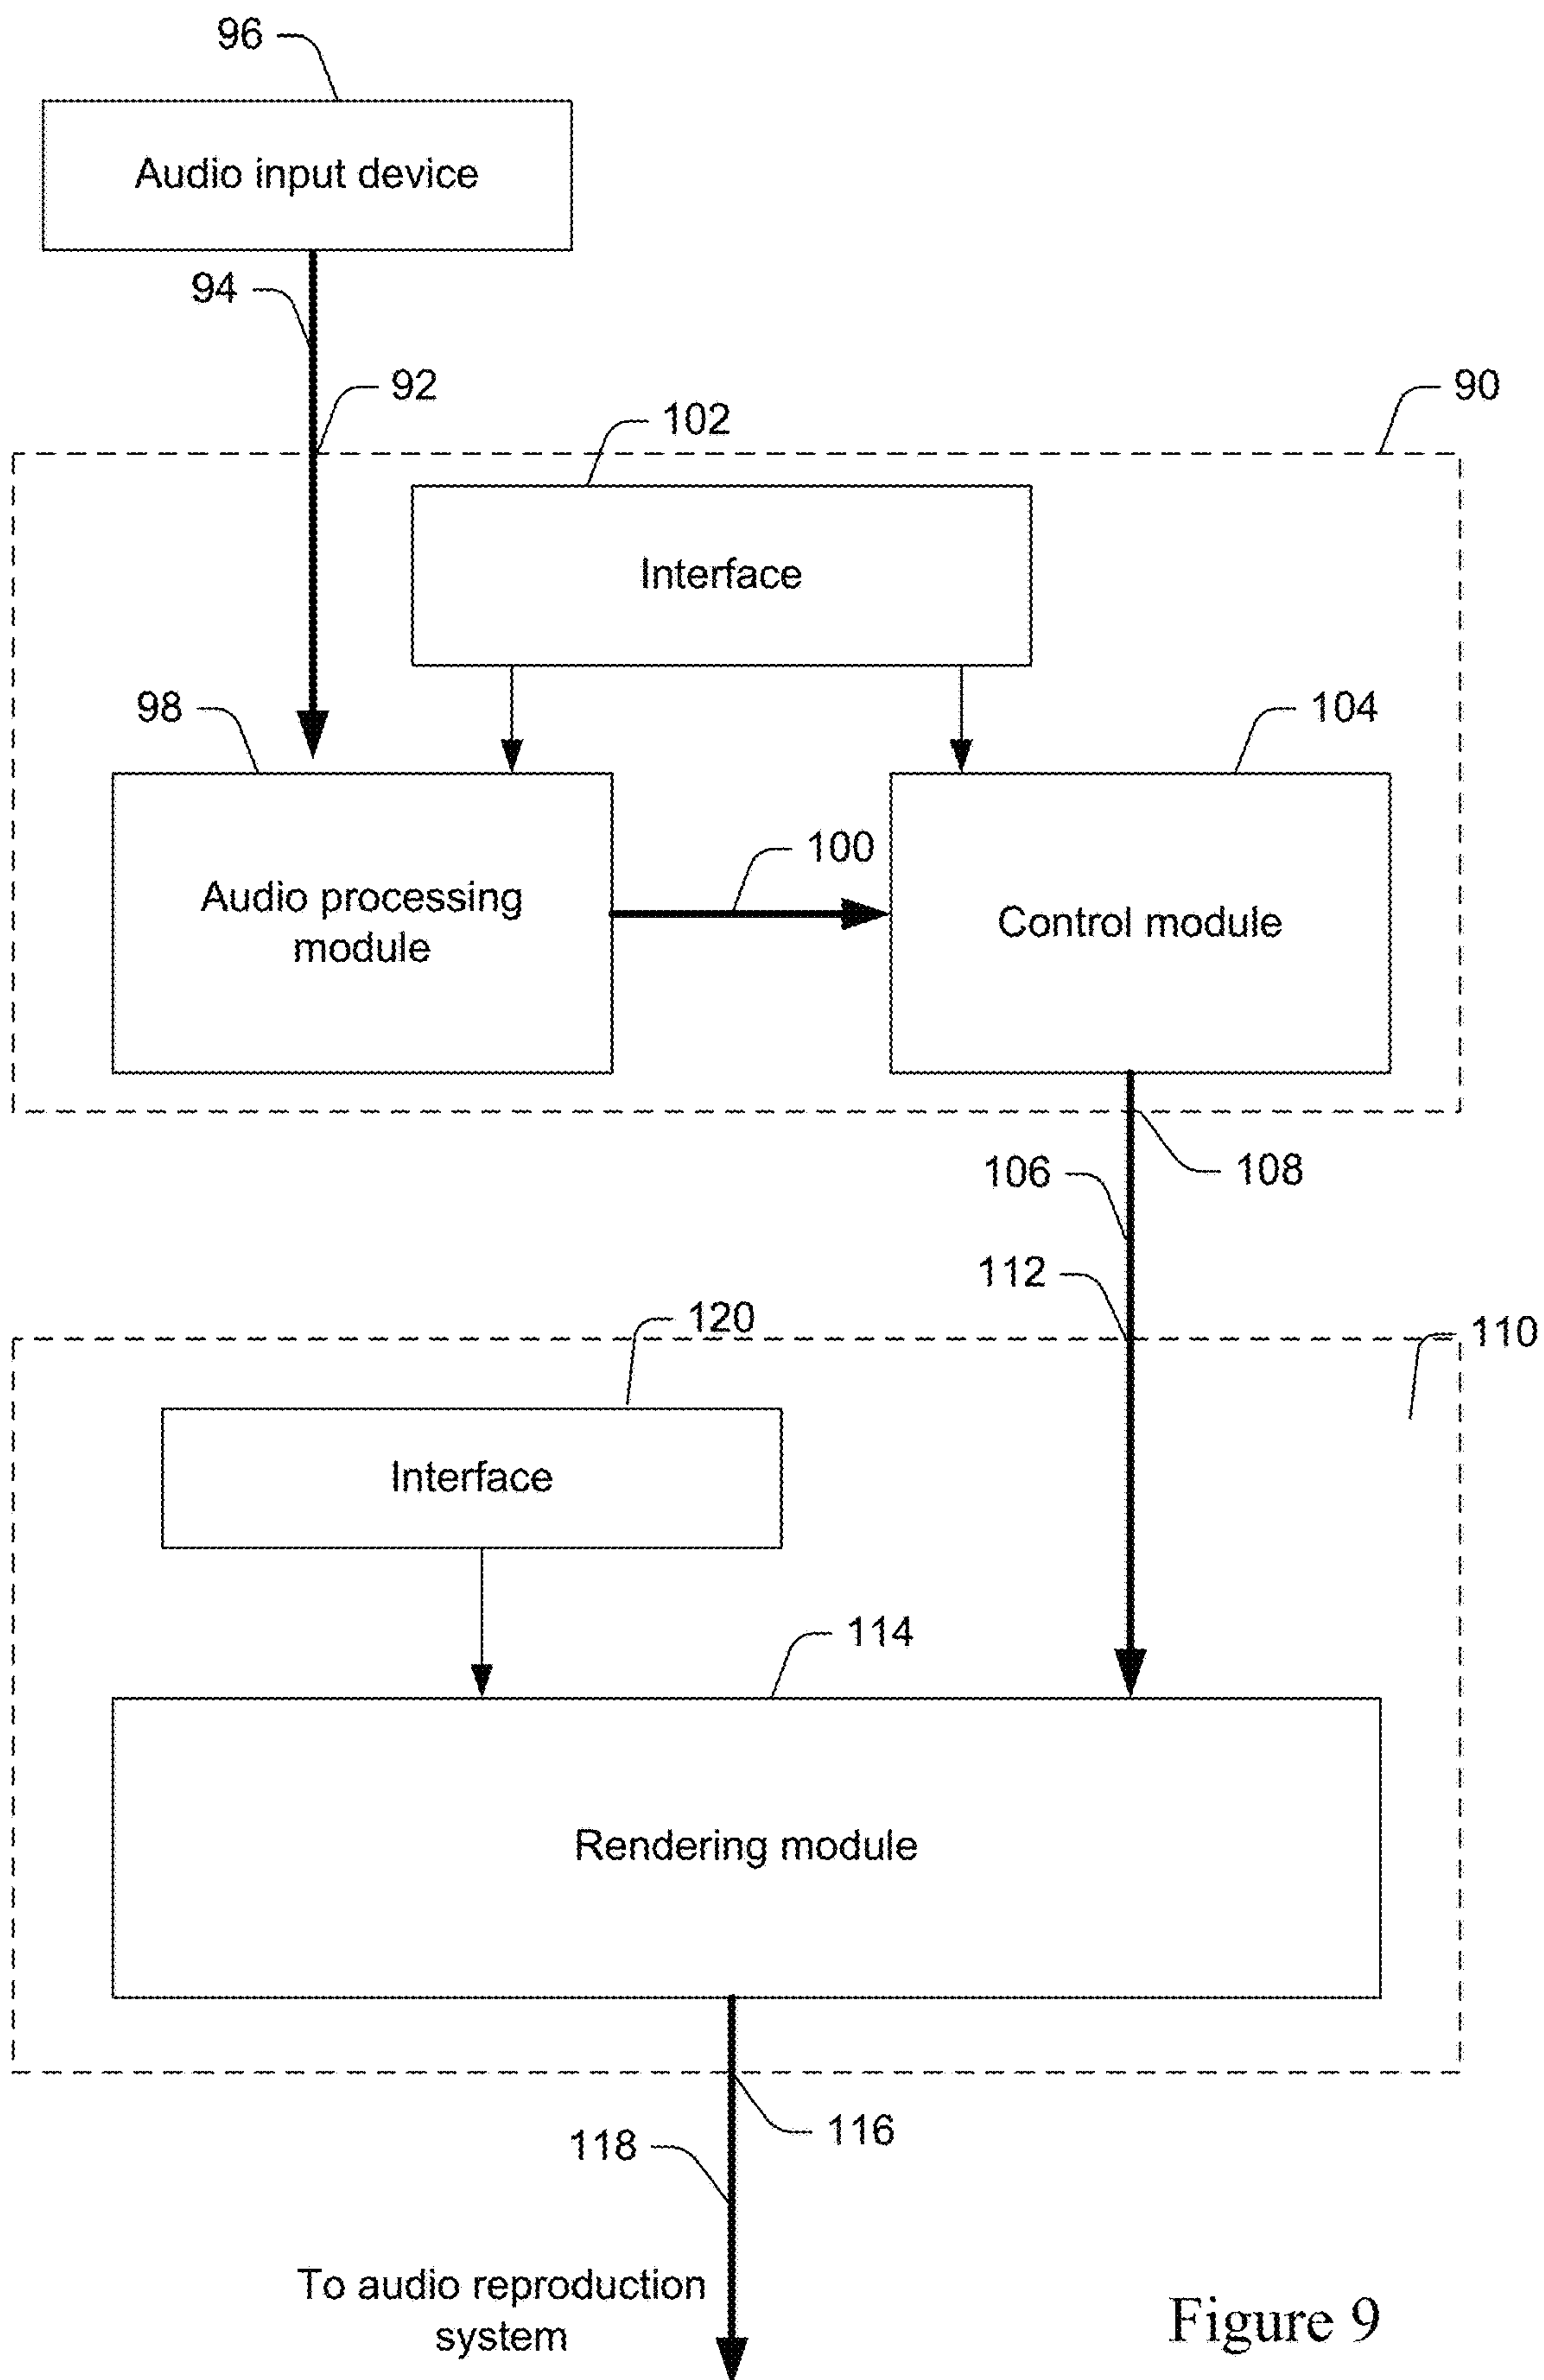 96
Audio input device
94
92
90
102
Interface
98
104
100
Audio processing
module
Control module
106
108
112
120
110
Interface
114
Rendering module
116
118
To audio reproduction
system
Figure 9